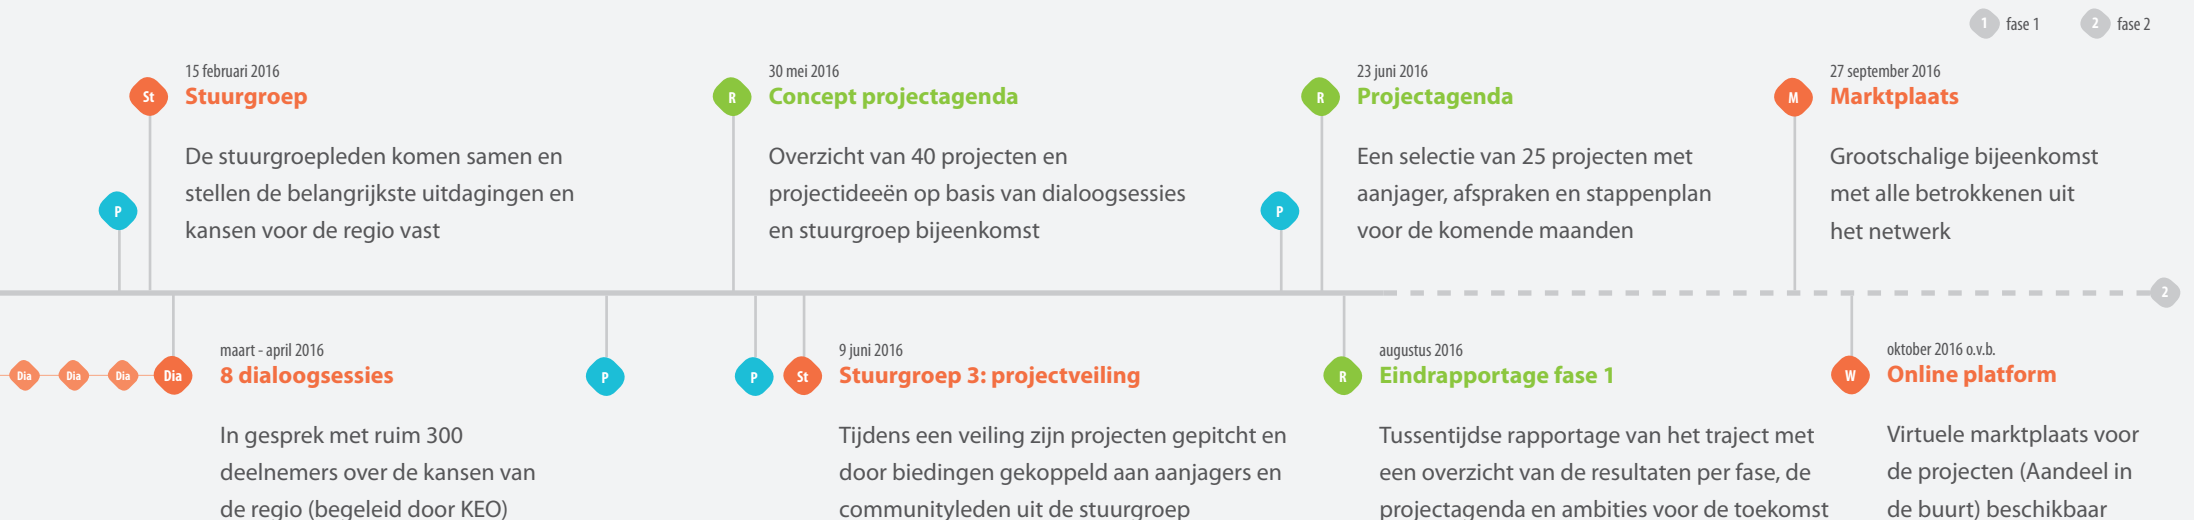 1 fase 1
2 fase 2
15 februari 2016
St Stuurgroep
De stuurgroepleden komen samen en
stellen de belangrijkste uitdagingen en
kansen voor de regio vast
P
30 mei 2016
R Concept projectagenda
Overzicht van 40 projecten en
projectideeën op basis van dialoogsessies
en stuurgroep bijeenkomst
P
23 juni 2016
R Projectagenda
Een selectie van 25 projecten met
aanjager, afspraken en stappenplan
voor de komende maanden
27 september 2016
M Marktplaats
Grootschalige bijeenkomst
met alle betrokkenen uit
het netwerk
2
maart - april 2016
Dia Dia Dia Dia 8 dialoogsessies
In gesprek met ruim 300
deelnemers over de kansen van
de regio (begeleid door KEO)
P
P
9 juni 2016
St Stuurgroep 3: projectveiling
Tijdens een veiling zijn projecten gepitcht en
door biedingen gekoppeld aan aanjagers en
communityleden uit de stuurgroep
augustus 2016
R Eindrapportage fase 1
Tussentijdse rapportage van het traject met
een overzicht van de resultaten per fase, de
projectagenda en ambities voor de toekomst
oktober 2016 o.v.b.
W Online platform
Virtuele marktplaats voor
de projecten (Aandeel in
de buurt) beschikbaar